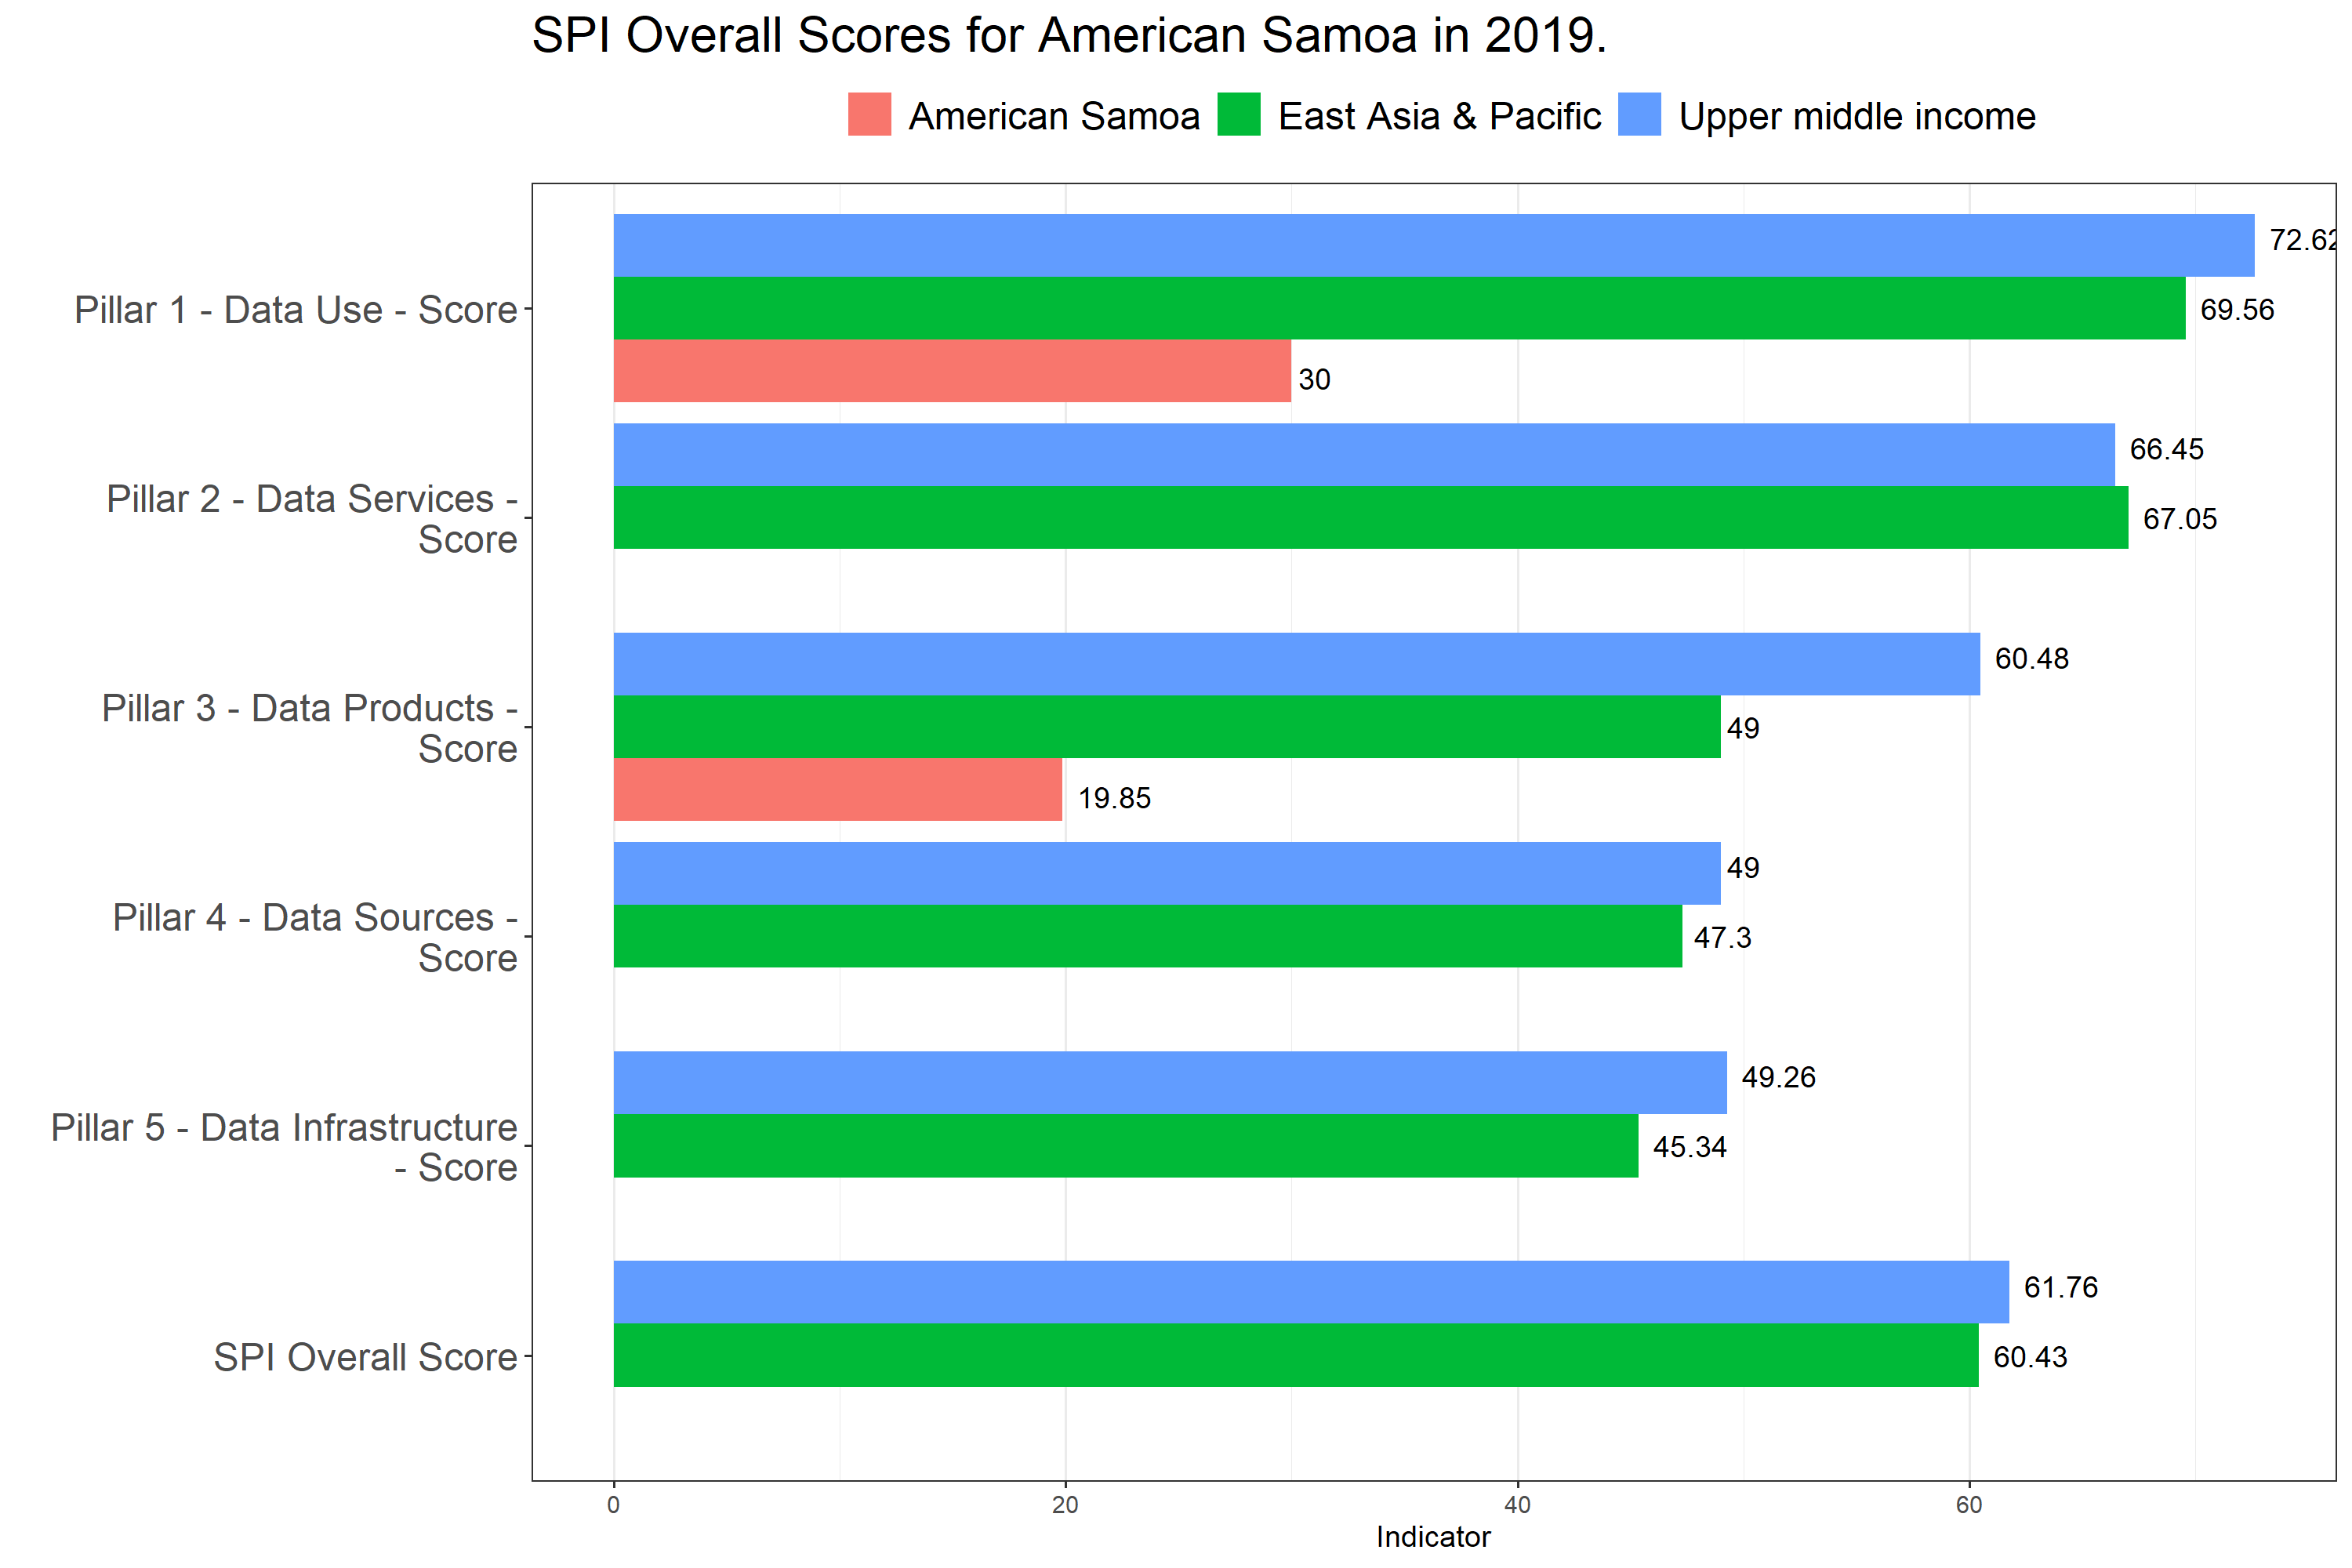 SPI Overall Scores for American Samoa in 2019.
American Samoa East Asia & Pacific Upper middle income
Pillar 1 - Data Use - Score
72.62
69.56
30
Pillar 2 - Data Services -
Score
66.45
67.05
Pillar 3 - Data Products -
Score
60.48
49
19.85
Pillar 4 - Data Sources -
Score
49
47.3
Pillar 5 - Data Infrastructure
- Score
49.26
45.34
SPI Overall Score
61.76
60.43
0 20 40 60
Indicator